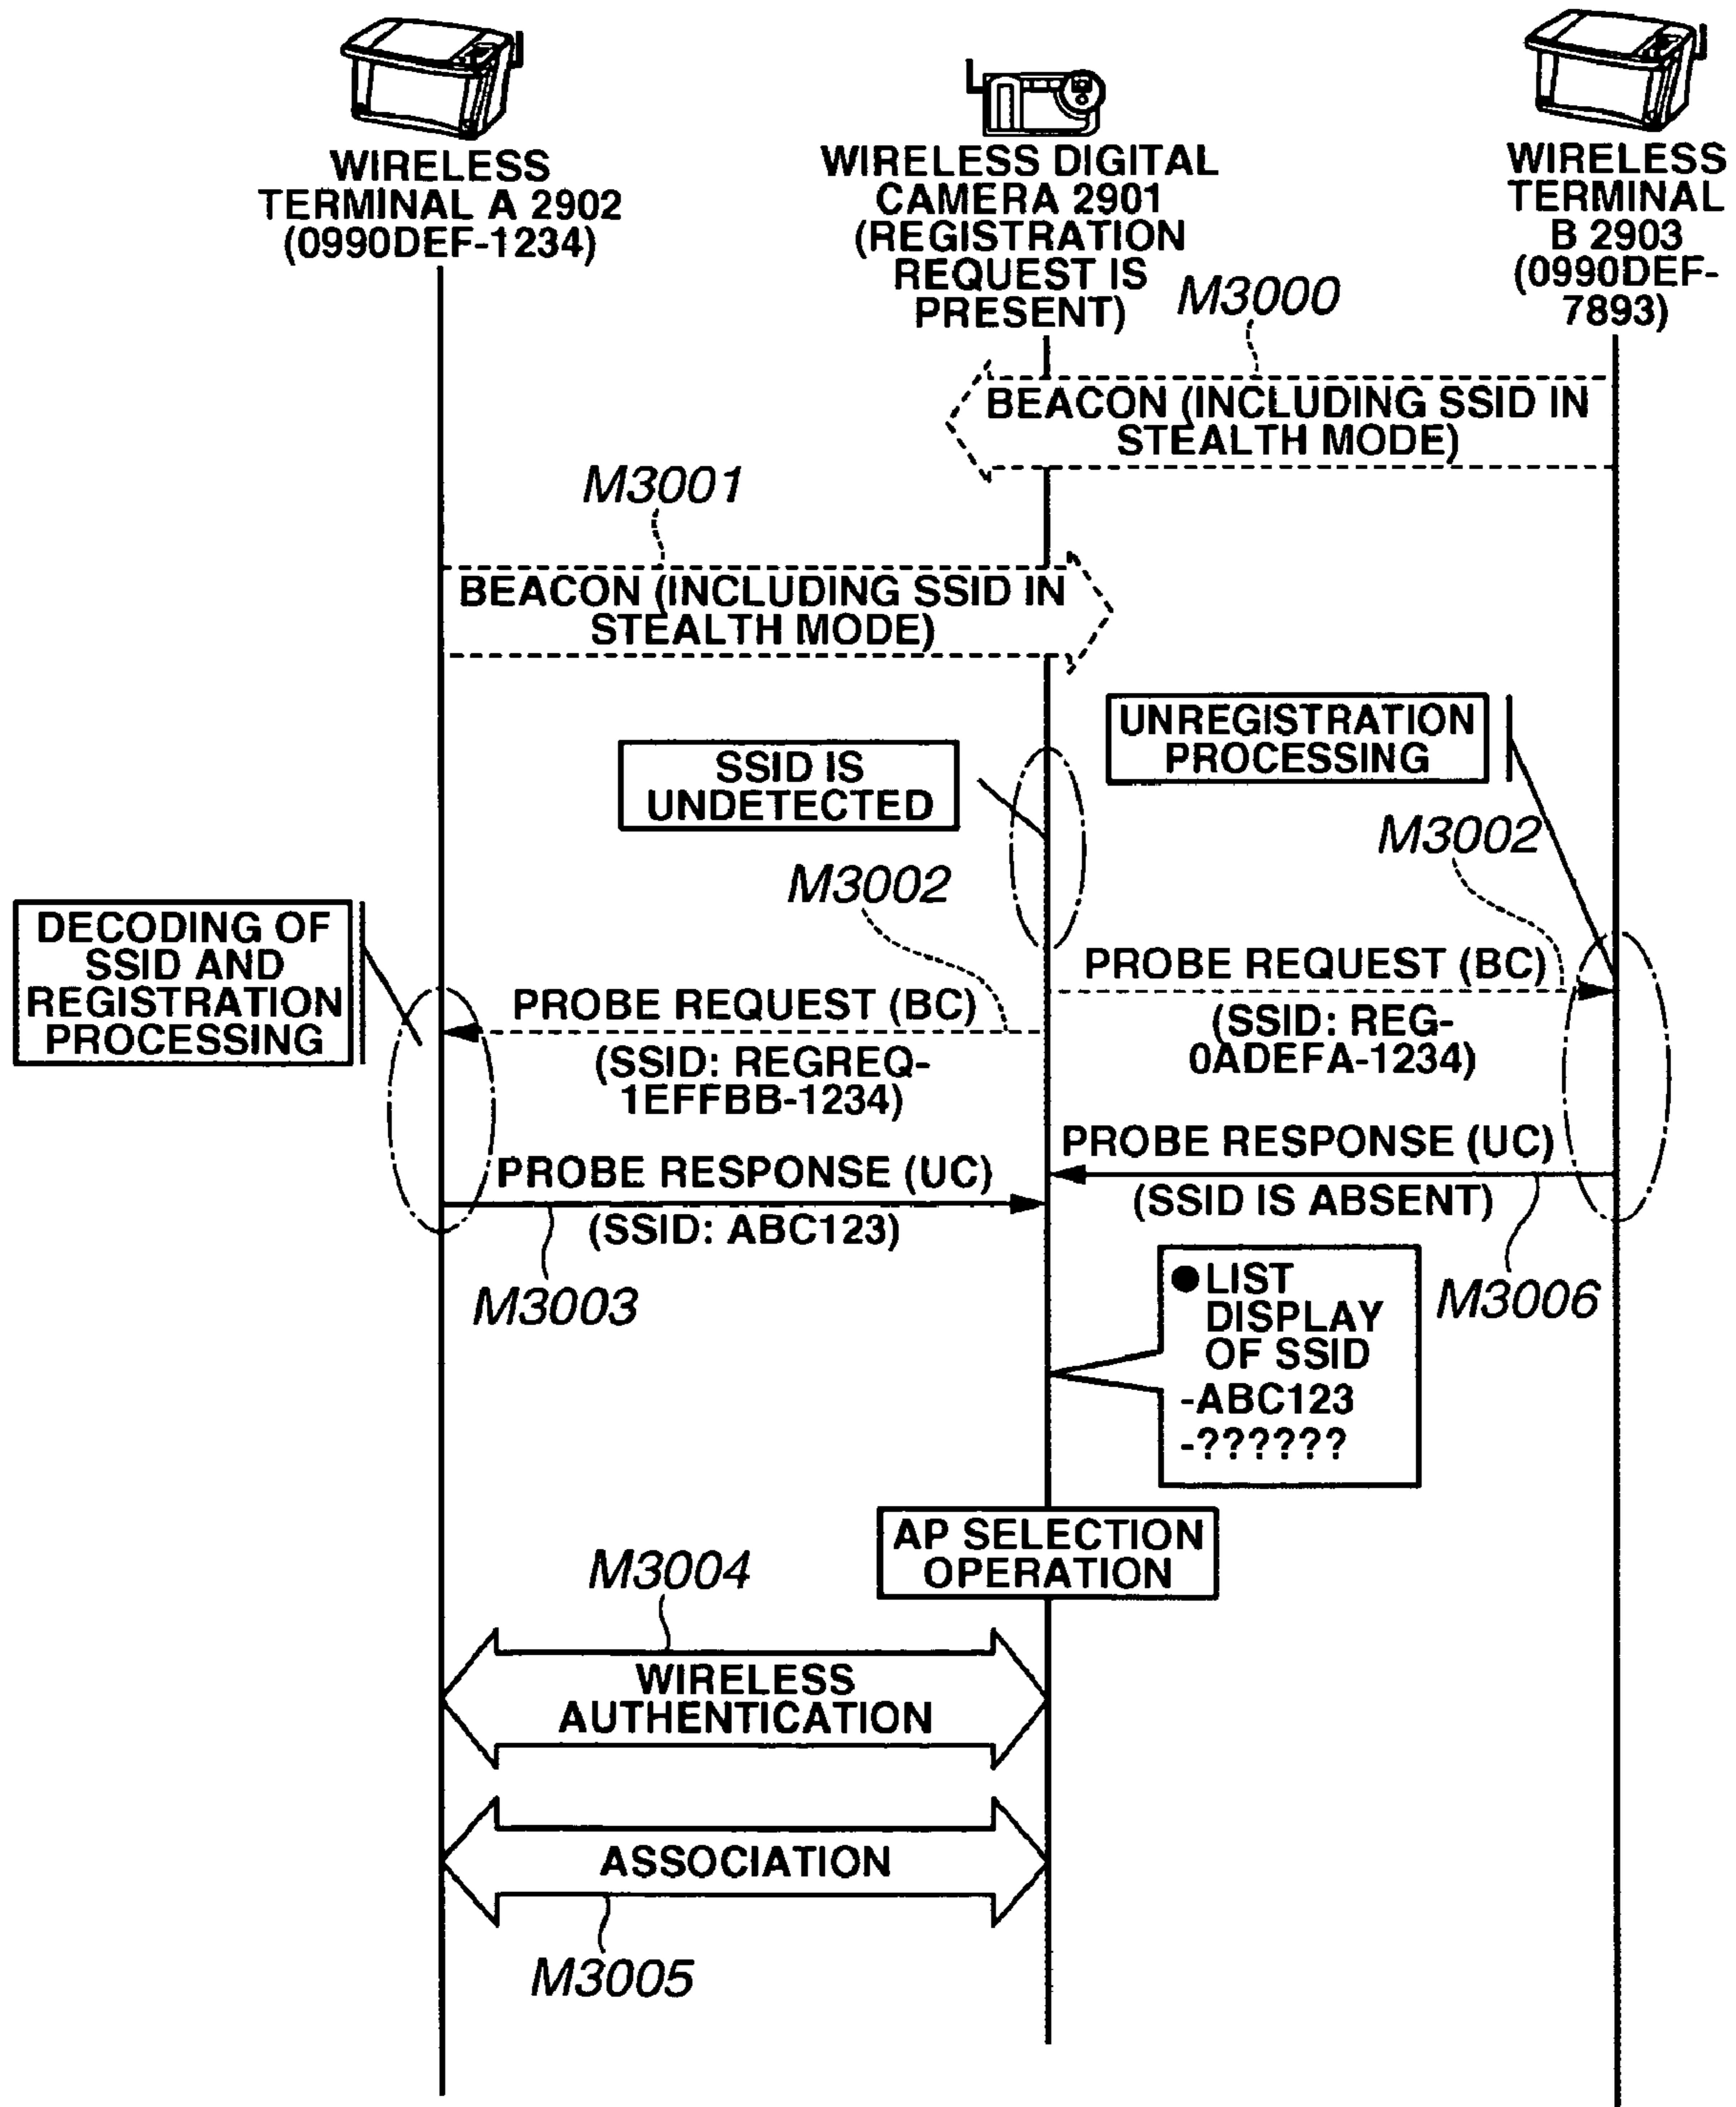 WIRELESS
TERMINAL A 2902
(0990DEF-1234)
WIRELESS DIGITAL
CAMERA 2901
(REGISTRATION
REQUEST IS
PRESENT)
WIRELESS
TERMINAL
B 2903
(0990DEF-
7893)
M3000
BEACON (INCLUDING SSID IN
STEALTH MODE)
M3001
BEACON (INCLUDING SSID IN
STEALTH MODE)
UNREGISTRATION
PROCESSING
SSID IS
UNDETECTED
M3002
M3002
DECODING OF
SSID AND
REGISTRATION
PROCESSING
PROBE REQUEST (BC)
(SSID: REG-
0ADEFA-1234)
PROBE REQUEST (BC)
(SSID: REGREQ-
1EFFBB-1234)
PROBE RESPONSE (UC)
(SSID IS ABSENT)
PROBE RESPONSE (UC)
(SSID: ABC123)
M3003
M3006
●LIST
DISPLAY
OF SSID
-ABC123
-??????
AP SELECTION
OPERATION
M3004
WIRELESS
AUTHENTICATION
ASSOCIATION
M3005